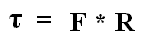 τ = F * R